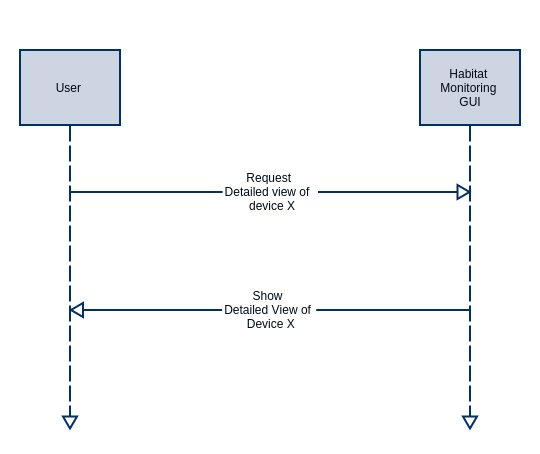 User
Habitat
Monitoring
GUI
Request
Detailed view of
device X
Show
Detailed View of
Device X